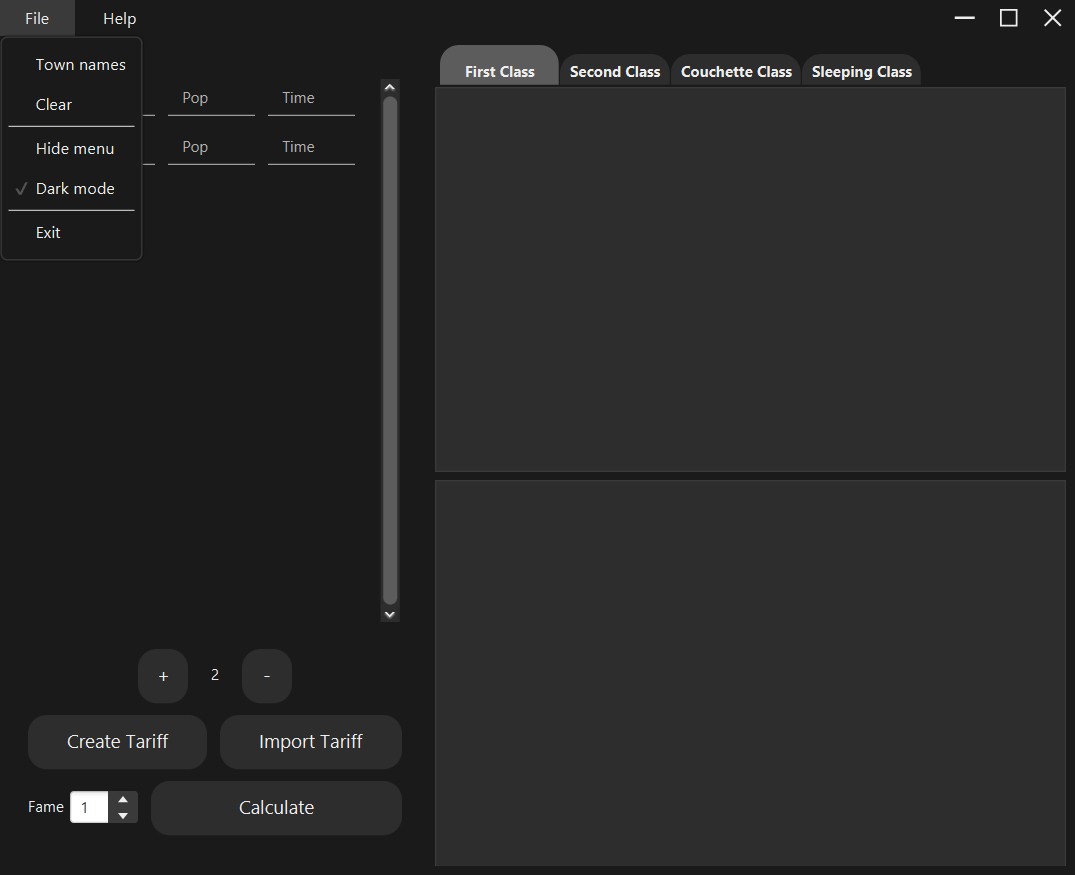 File Help
Town names
Clear
Hide menu
Dark mode
Exit
Pop Time
Pop Time
+ 2 -
Create Tariff Import Tariff
Fame 1 Calculate
First Class Second Class Couchette Class Sleeping Class